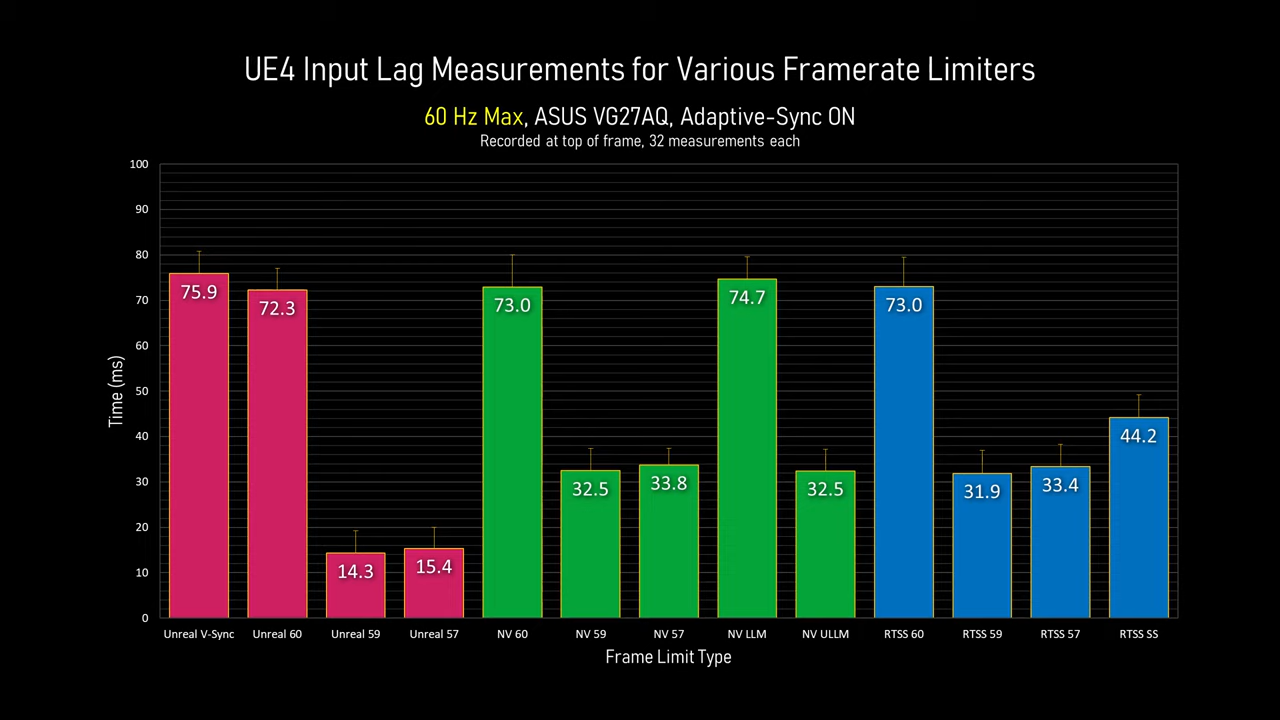 UE4 Input Lag Measurements for Various Framerate Limiters
60 Hz Max, ASUS VG27AQ, Adaptive-Sync ON
Recorded at top of frame, 32 measurements each
100
90
80
70
60
50
40
30
20
10
0
Time (ms)
75.9
72.3
14.3
15.4
73.0
32.5
33.8
74.7
32.5
73.0
31.9
33.4
44.2
Unreal V-Sync
Unreal 60
Unreal 59
Unreal 57
NV 60
NV 59
NV 57
NV LLM
NV ULLM
RTSS 60
RTSS 59
RTSS 57
RTSS SS
Frame Limit Type